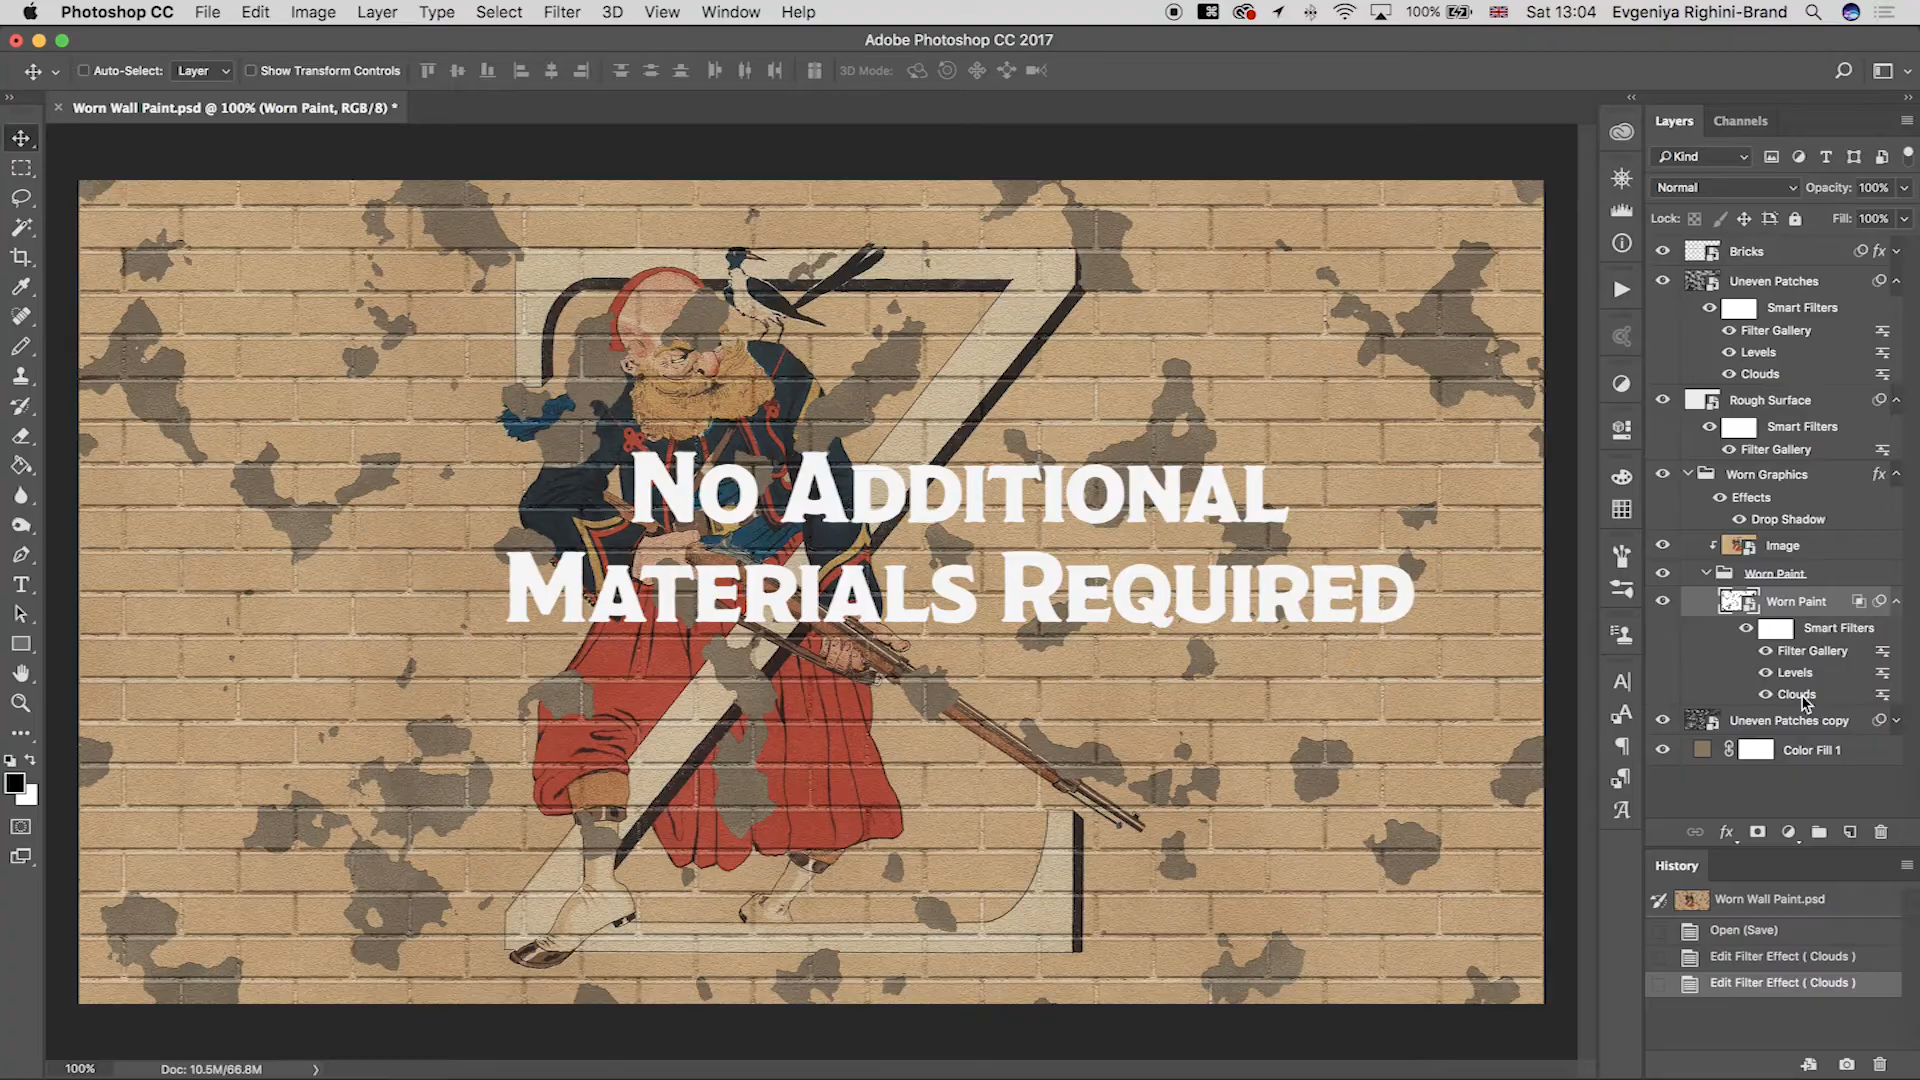 Photoshop CC File Edit Image Layer Type Select Filter 3D View Window Help 100% Sat 13:04 Evgeniya Righini-Brand
Adobe Photoshop CC 2017
Auto-Select: Layer Show Transform Controls 3D Mode:
Worn Wall Paint.psd @ 100% (Worn Paint, RGB/8) *
Layers Channels
Kind
Normal Opacity: 100%
Lock: Fill: 100%
Bricks fx
Uneven Patches
Smart Filters
Filter Gallery
Levels
Clouds
Rough Surface
Smart Filters
Filter Gallery
Worn Graphics fx
Effects
Drop Shadow
Image
Worn Paint
Worn Paint
Smart Filters
Filter Gallery
Levels
Clouds
Uneven Patches copy
Color Fill 1
fx
No Additional
Materials Required
History
Worn Wall Paint.psd
Open (Save)
Edit Filter Effect ( Clouds )
Edit Filter Effect ( Clouds )
100% Doc: 10.5M/66.8M